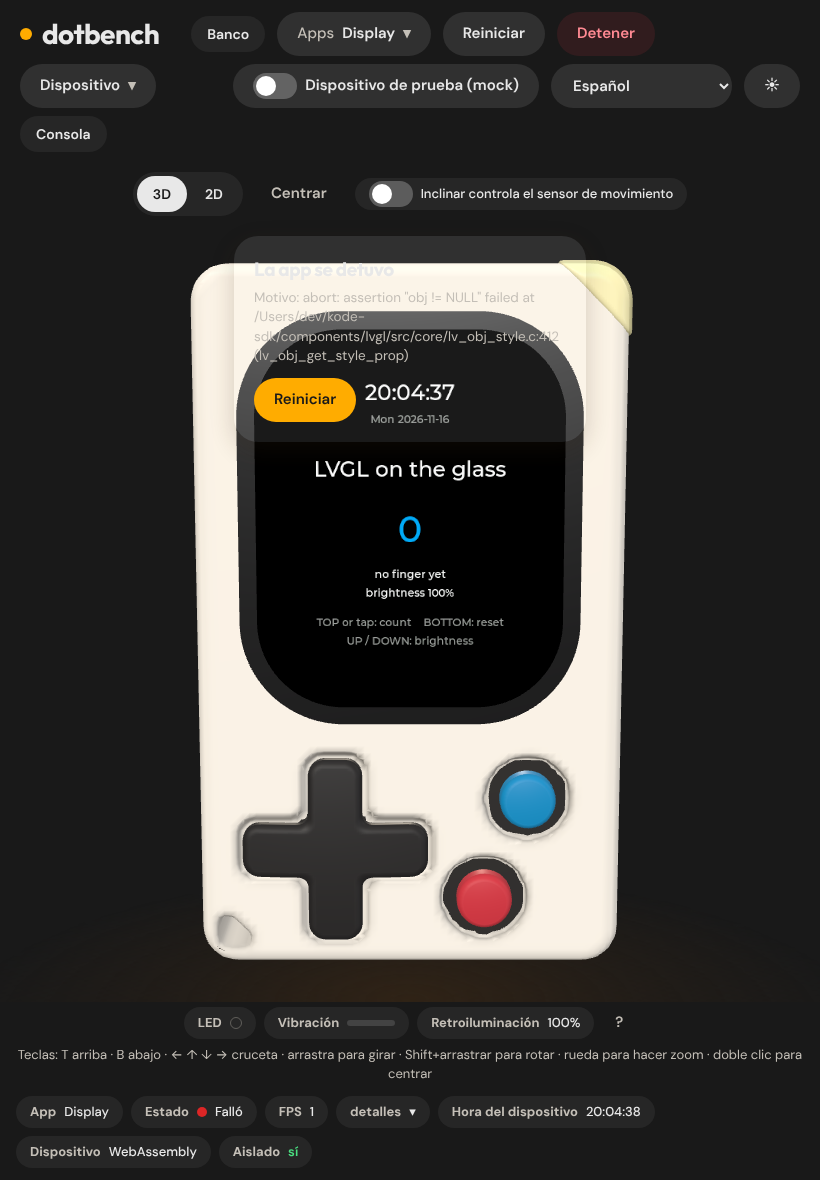 dotbench
Banco
Apps Display ▾
Reiniciar
Detener
Dispositivo ▾
Dispositivo de prueba (mock)
Español
Consola
3D
2D
Centrar
Inclinar controla el sensor de movimiento
La app se detuvo
Motivo: abort: assertion "obj != NULL" failed at
/Users/dev/kode-
sdk/components/lvgl/src/core/lv_obj_style.c:412
(lv_obj_get_style_prop)
Reiniciar
20:04:37
Mon 2026-11-16
LVGL on the glass
0
no finger yet
brightness 100%
TOP or tap: count BOTTOM: reset
UP / DOWN: brightness
LED
Vibración
Retroiluminación 100%
?
Teclas: T arriba · B abajo · ← ↑ ↓ → cruceta · arrastra para girar · Shift+arrastrar para rotar · rueda para hacer zoom · doble clic para
centrar
App Display
Estado Falló
FPS 1
detalles ▾
Hora del dispositivo 20:04:38
Dispositivo WebAssembly
Aislado sí